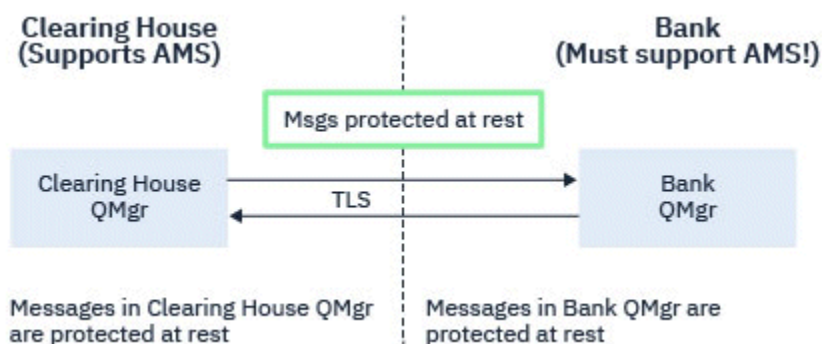 Clearing House
(Supports AMS)
Bank
(Must support AMS!)
Msgs protected at rest
Clearing House
QMgr
TLS
Bank
QMgr
Messages in Clearing House QMgr
are protected at rest
Messages in Bank QMgr are
protected at rest